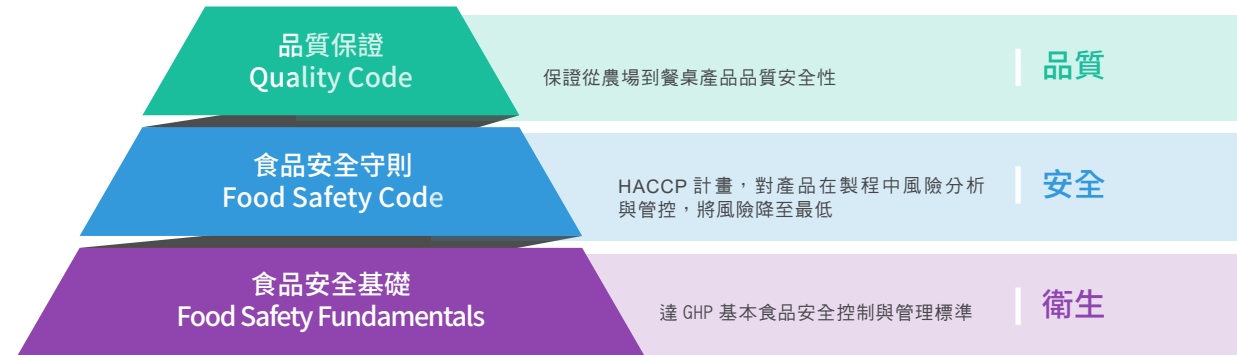 品質保證
Quality Code
保證從農場到餐桌產品品質安全性
品質
食品安全守則
Food Safety Code
HACCP 計畫，對產品在製程中風險分析
與管控，將風險降至最低
安全
食品安全基礎
Food Safety Fundamentals
達 GHP 基本食品安全控制與管理標準
衛生